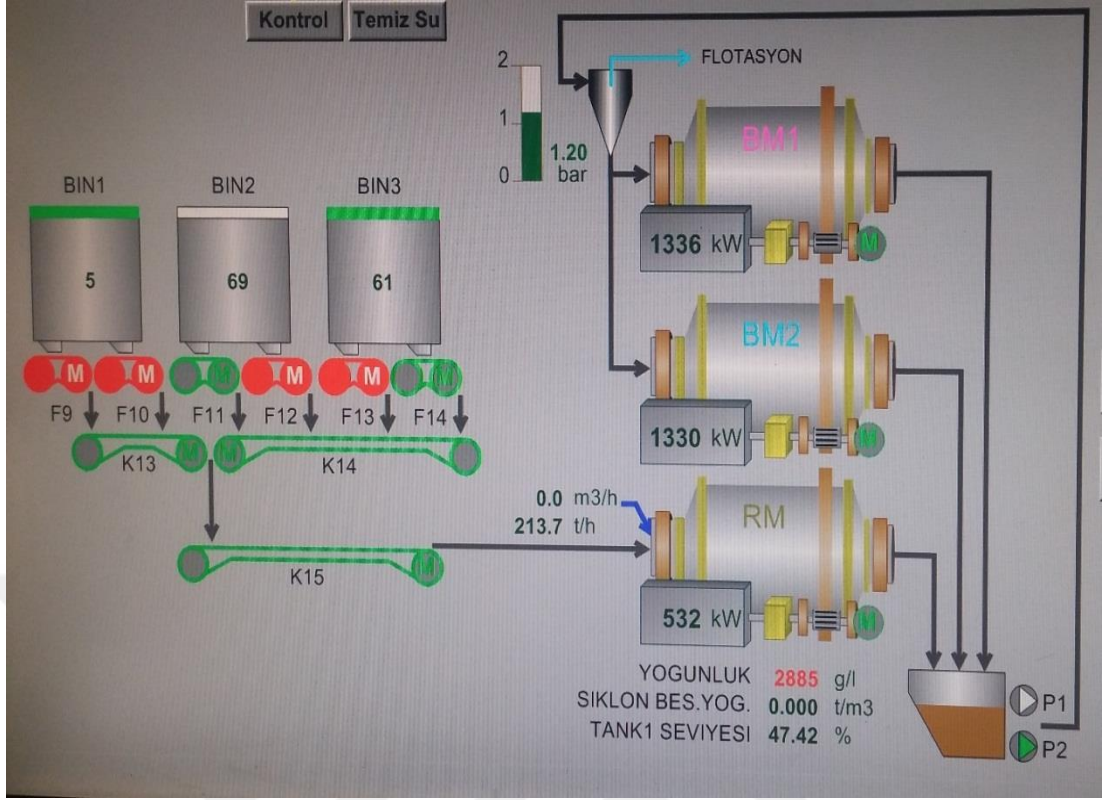 Kontrol Temiz Su
2
FLOTASYON
1
0
1.20
bar
BM1
1336 kW M
BIN1 BIN2 BIN3
5 69 61
M M M M M M
F9 F10 F11 F12 F13 F14
K13 M M K14
BM2
1330 kW M
0.0 m3/h
213.7 t/h
RM
K15 M
532 kW M
YOGUNLUK 2885 g/l
SIKLON BES.YOG. 0.000 t/m3
TANK1 SEVIYESI 47.42 %
P1
P2